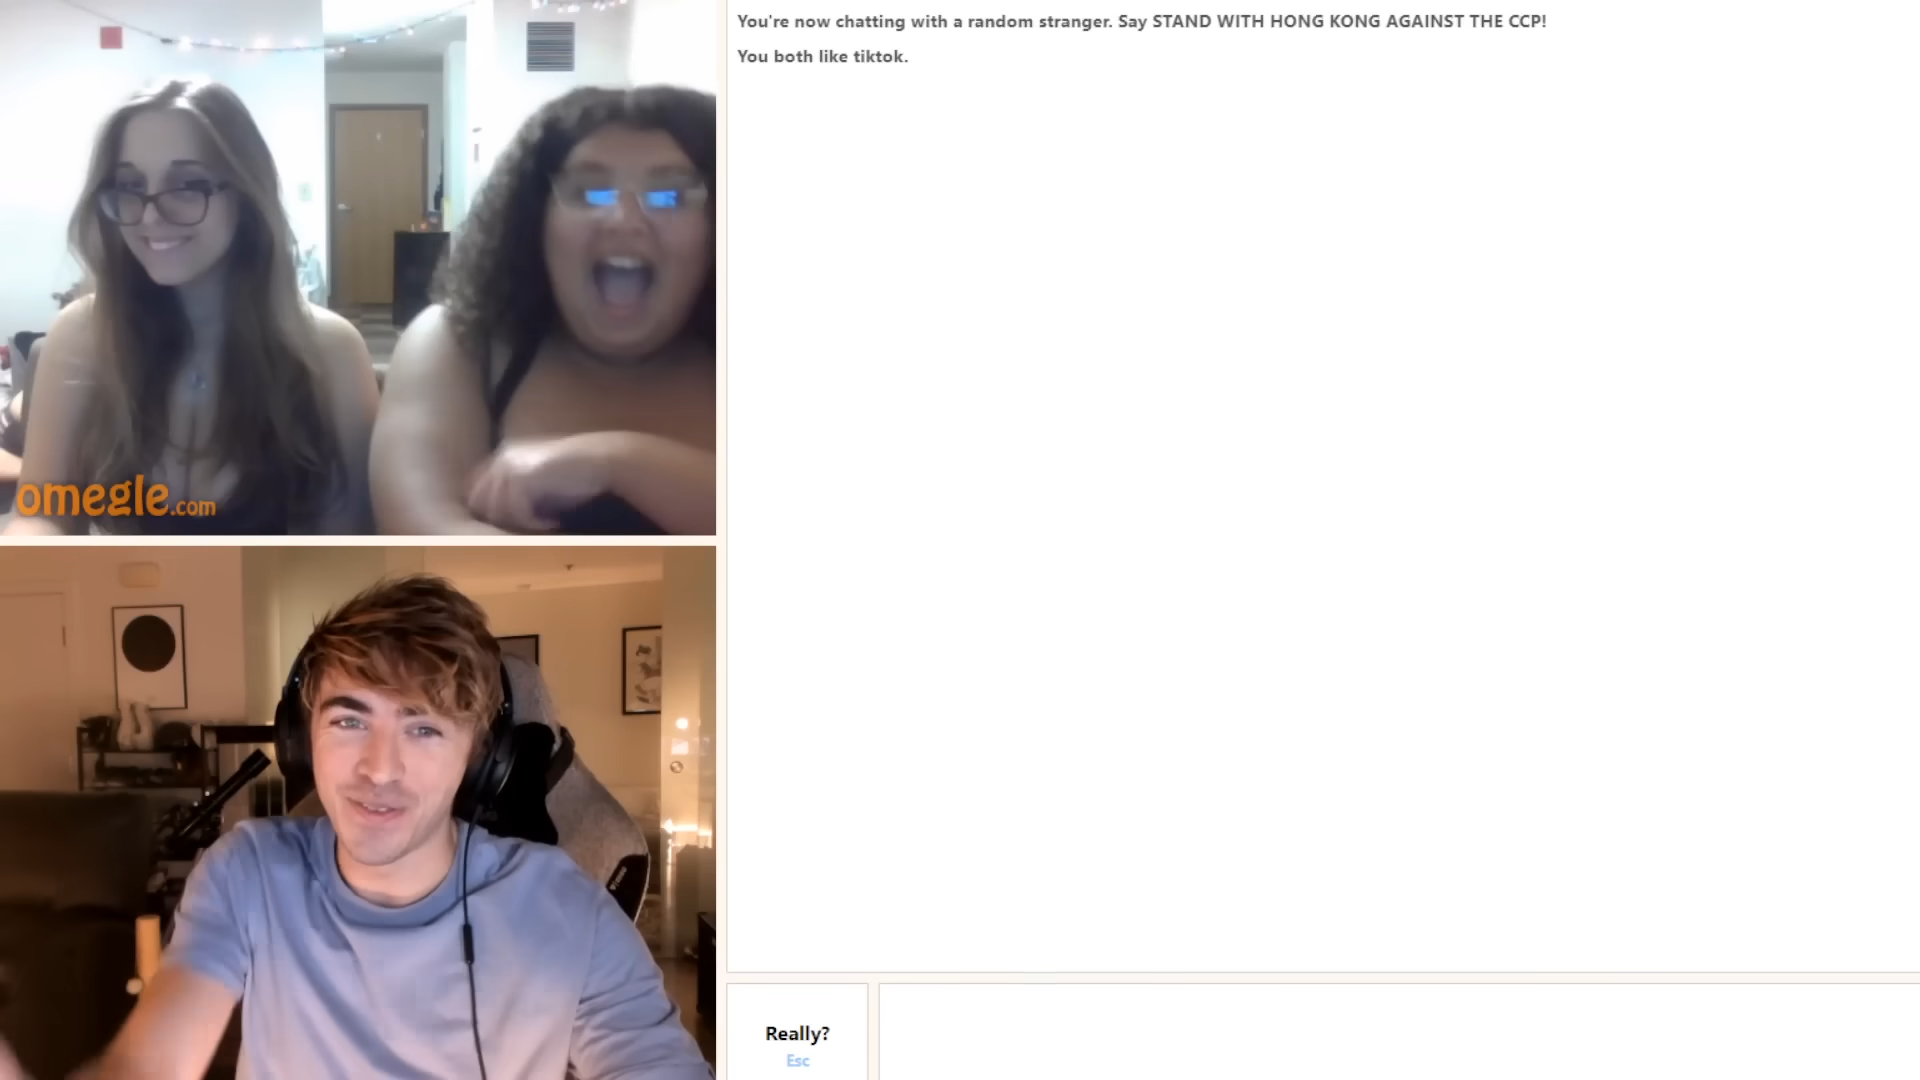 You're now chatting with a random stranger. Say STAND WITH HONG KONG AGAINST THE CCP!
You both like tiktok.
omegle.com
Really?
Esc